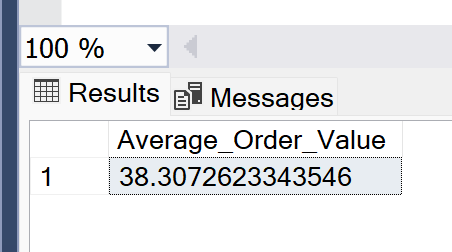 100 %
Results Messages
Average_Order_Value
1 38.3072623343546